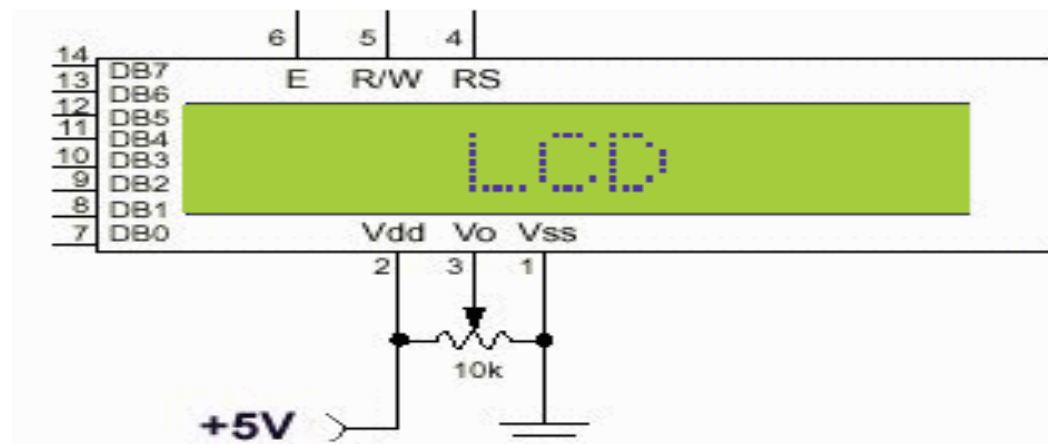 6 5 4
14 DB7 E R/W RS
13 DB6
12 DB5
11 DB4
10 DB3
9 DB2
8 DB1
7 DB0
LCD
Vdd Vo Vss
2 3 1
10k
+5V